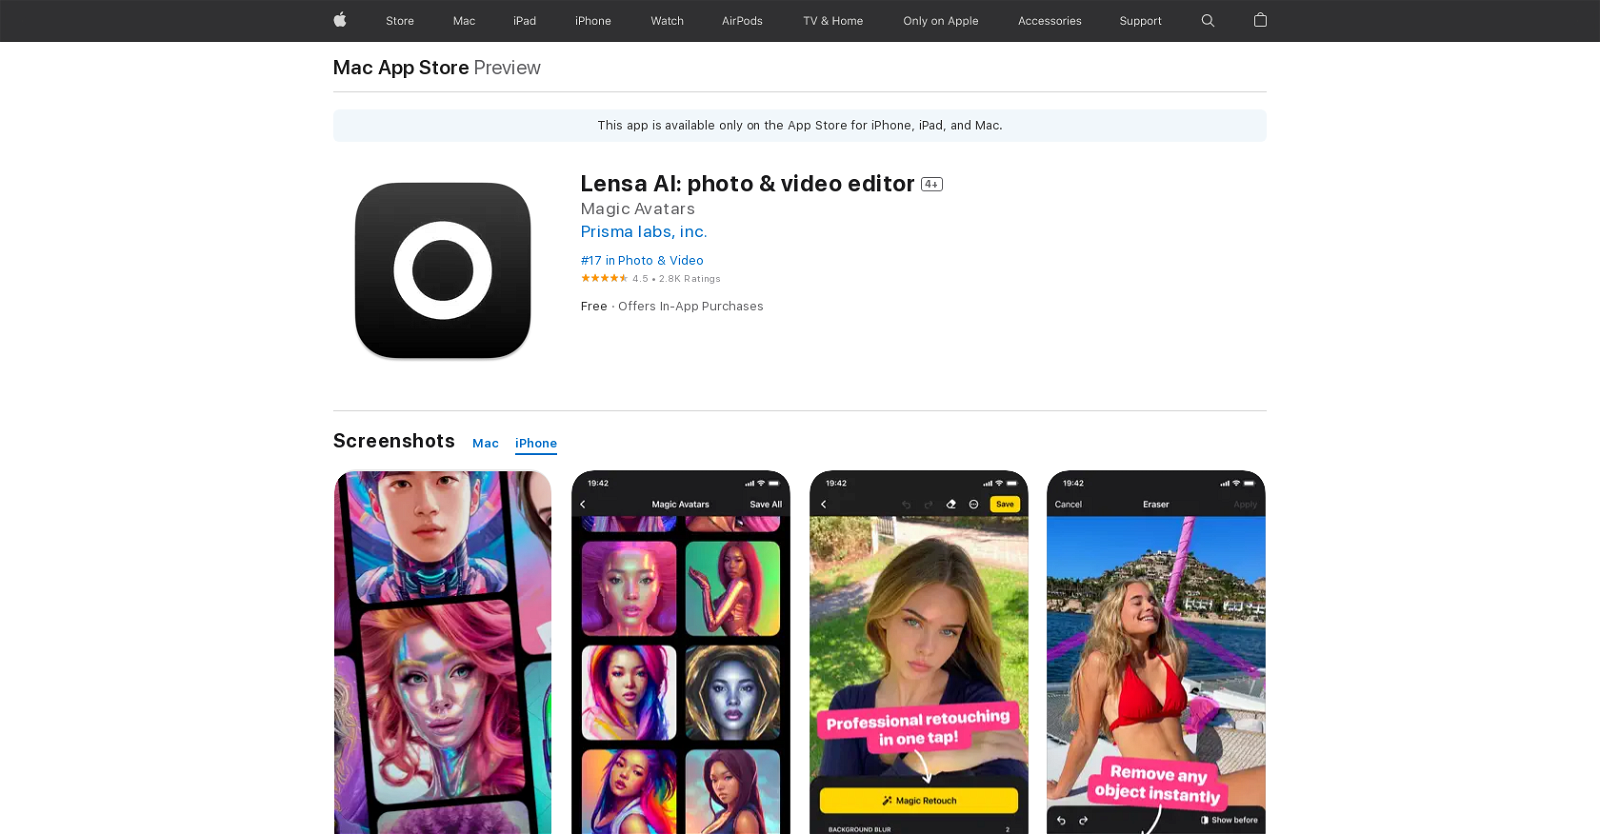 Store Mac iPad iPhone Watch AirPods TV & Home Only on Apple Accessories Support
Mac App Store Preview
This app is available only on the App Store for iPhone, iPad, and Mac.
Lensa AI: photo & video editor 4+
Magic Avatars
Prisma labs, inc.
#17 in Photo & Video
4.5 • 2.8K Ratings
Free · Offers In-App Purchases
Screenshots Mac iPhone
19:42
Magic Avatars Save All
19:42
Save
Professional retouching
in one tap!
Magic Retouch
BACKGROUND BLUR 2
19:42
Cancel Eraser Apply
Remove any
object instantly
Show before